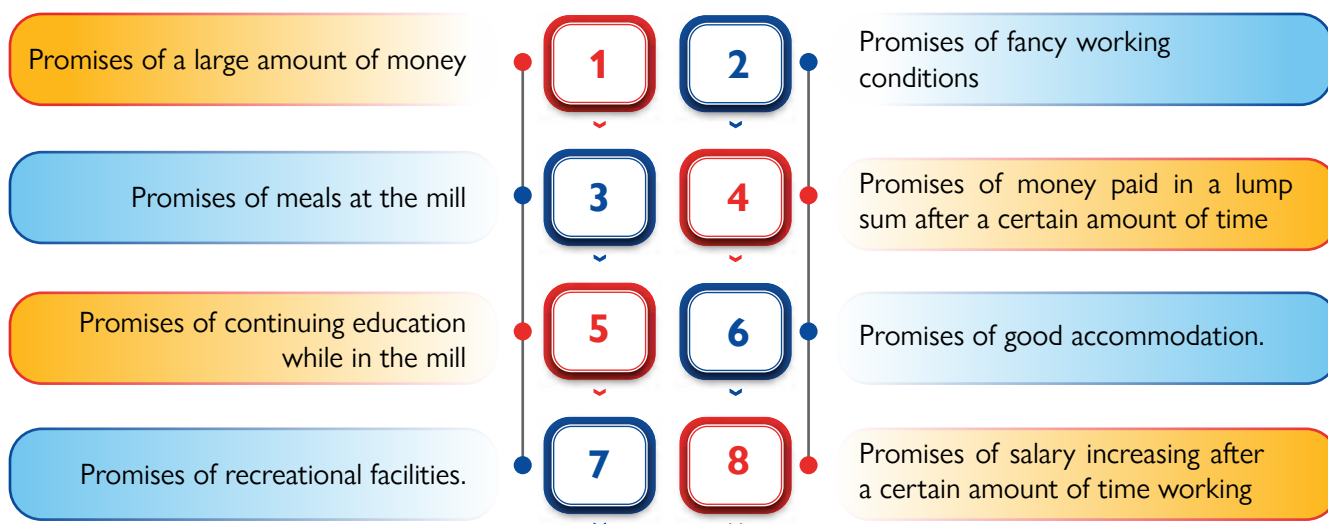 Promises of a large amount of money
1
2
Promises of fancy working
conditions
Promises of meals at the mill
3
4
Promises of money paid in a lump
sum after a certain amount of time
Promises of continuing education
while in the mill
5
6
Promises of good accommodation.
Promises of recreational facilities.
7
8
Promises of salary increasing after
a certain amount of time working